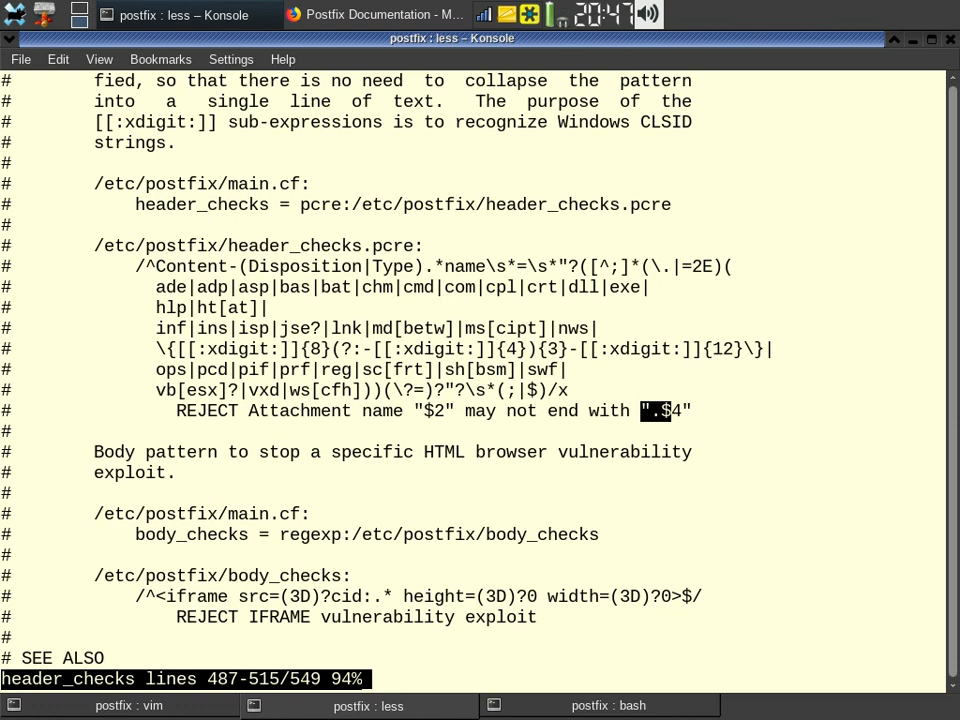 postfix : less – Konsole
Postfix Documentation - M...
20:47
postfix : less – Konsole
File Edit View Bookmarks Settings Help
#        fied, so that there is no need  to  collapse  the  pattern
#        into   a   single  line  of  text.   The  purpose  of  the
#        [[:xdigit:]] sub-expressions is to recognize Windows CLSID
#        strings.
#
#        /etc/postfix/main.cf:
#            header_checks = pcre:/etc/postfix/header_checks.pcre
#
#        /etc/postfix/header_checks.pcre:
#            /^Content-(Disposition|Type).*name\s*=\s*"?([^;]*(\.|=2E)(
#              ade|adp|asp|bas|bat|chm|cmd|com|cpl|crt|dll|exe|
#              hlp|ht[at]|
#              inf|ins|isp|jse?|lnk|md[betw]|ms[cipt]|nws|
#              \{[[:xdigit:]]{8}(?:-[[:xdigit:]]{4}){3}-[[:xdigit:]]{12}\}|
#              ops|pcd|pif|prf|reg|sc[frt]|sh[bsm]|swf|
#              vb[esx]?|vxd|ws[cfh]))(\?=)?"?\s*(;|$)/x
#                REJECT Attachment name "$2" may not end with ".$4"
#
#        Body pattern to stop a specific HTML browser vulnerability
#        exploit.
#
#        /etc/postfix/main.cf:
#            body_checks = regexp:/etc/postfix/body_checks
#
#        /etc/postfix/body_checks:
#            /^<iframe src=(3D)?cid:.* height=(3D)?0 width=(3D)?0>$/
#                REJECT IFRAME vulnerability exploit
#
# SEE ALSO
header_checks lines 487-515/549 94%
postfix : vim
postfix : less
postfix : bash